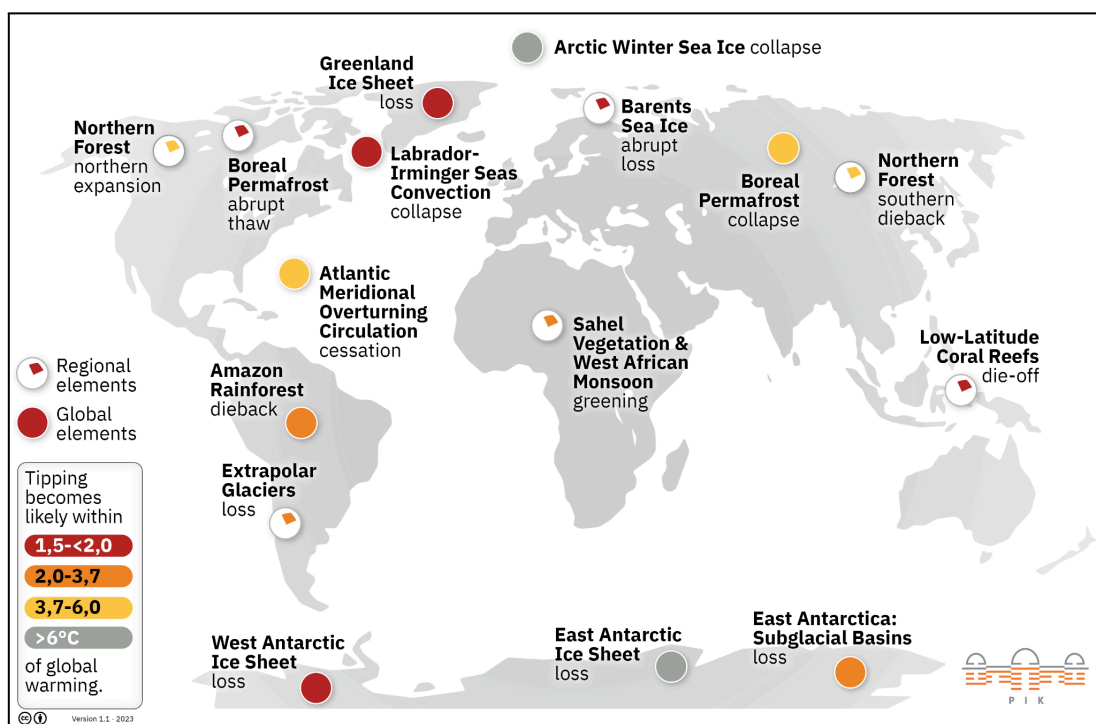 Arctic Winter Sea Ice collapse
Greenland
Ice Sheet
loss
Barents
Sea Ice
abrupt
loss
Northern
Forest
northern
expansion
Boreal
Permafrost
abrupt
thaw
Labrador-
Irminger Seas
Convection
collapse
Boreal
Permafrost
collapse
Northern
Forest
southern
dieback
Atlantic
Meridional
Overturning
Circulation
cessation
Sahel
Vegetation &
West African
Monsoon
greening
Low-Latitude
Coral Reefs
die-off
Regional
elements
Global
elements
Amazon
Rainforest
dieback
Extrapolar
Glaciers
loss
Tipping
becomes
likely within
1,5-<2,0
2,0-3,7
3,7-6,0
>6°C
of global
warming.
West Antarctic
Ice Sheet
loss
East Antarctic
Ice Sheet
loss
East Antarctica:
Subglacial Basins
loss
P I K
cc
Version 1.1 · 2023